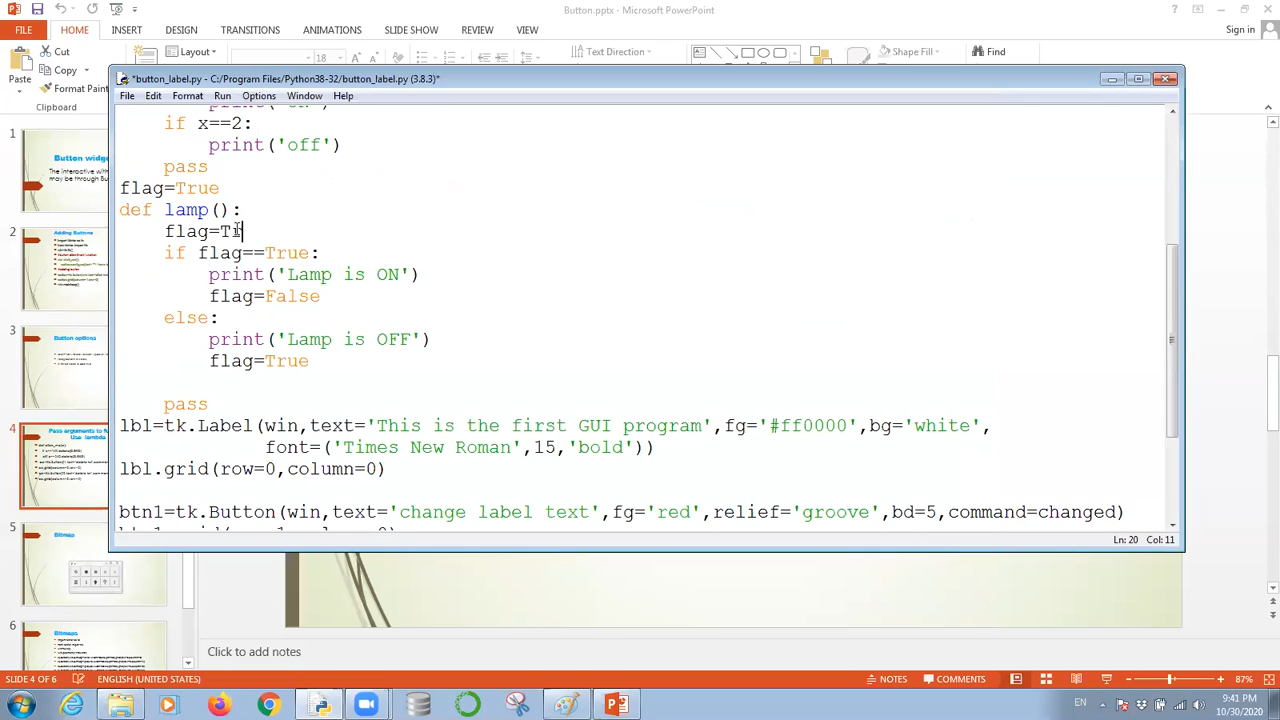 Button.pptx - Microsoft PowerPoint
FILE HOME INSERT DESIGN TRANSITIONS ANIMATIONS SLIDE SHOW REVIEW VIEW
Sign in
Paste
Cut
Copy
Format Paint
Clipboard
Layout
18
Text Direction
Shape Fill
Find
*button_label.py - C:/Program Files/Python38-32/button_label.py (3.8.3)*
File Edit Format Run Options Window Help
if x==2:
print('off')
pass
flag=True
def lamp():
flag=T
if flag==True:
print('Lamp is ON')
flag=False
else:
print('Lamp is OFF')
flag=True
pass
lbl=tk.Label(win,text='This is the first GUI program',fg='#ff0000',bg='white',
font=('Times New Roman',15,'bold'))
lbl.grid(row=0,column=0)
btn1=tk.Button(win,text='change label text',fg='red',relief='groove',bd=5,command=changed)
Ln: 20 Col: 11
1
Button widge
2
Adding Buttons
3
Button options
4
Pass arguments to fu
Use lambda
5
Bitmap
6
Bitmaps
Click to add notes
SLIDE 4 OF 6
ENGLISH (UNITED STATES)
NOTES
COMMENTS
87%
EN
9:41 PM
10/30/2020